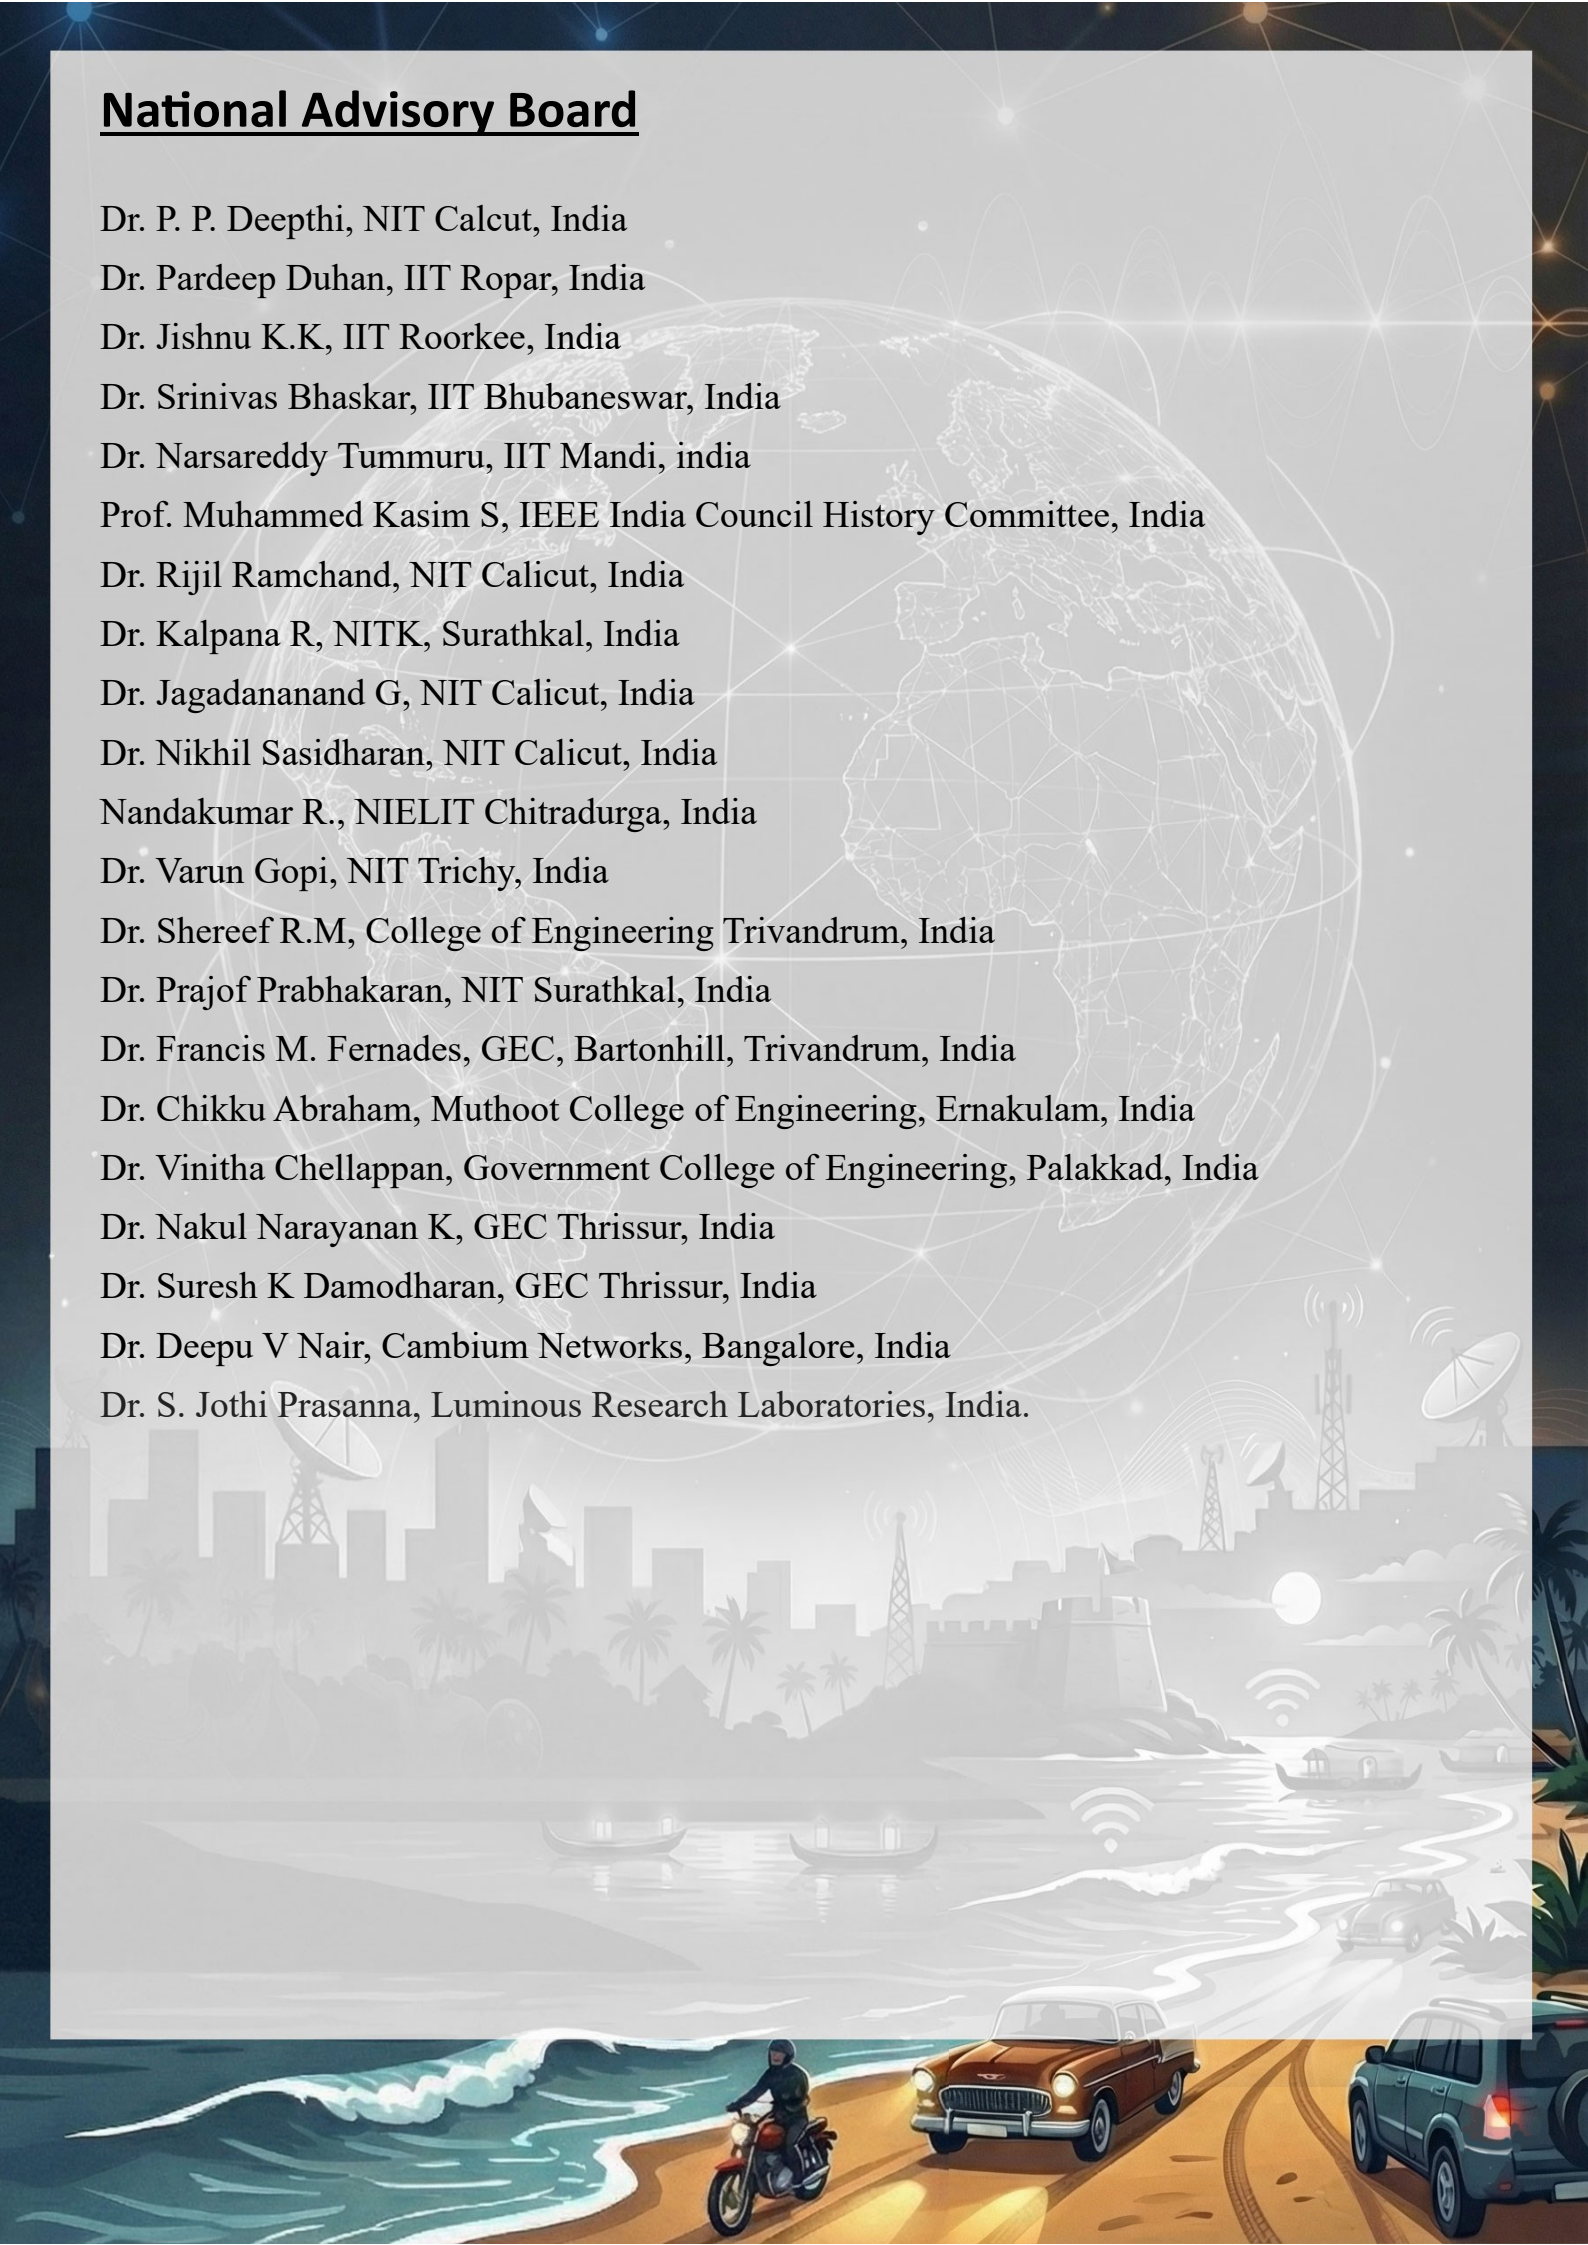 National Advisory Board
Dr. P. P. Deepthi, NIT Calcut, India
Dr. Pardeep Duhan, IIT Ropar, India
Dr. Jishnu K.K, IIT Roorkee, India
Dr. Srinivas Bhaskar, IIT Bhubaneswar, India
Dr. Narsareddy Tummuru, IIT Mandi, india
Prof. Muhammed Kasim S, IEEE India Council History Committee, India
Dr. Rijil Ramchand, NIT Calicut, India
Dr. Kalpana R, NITK, Surathkal, India
Dr. Jagadananand G, NIT Calicut, India
Dr. Nikhil Sasidharan, NIT Calicut, India
Nandakumar R., NIELIT Chitradurga, India
Dr. Varun Gopi, NIT Trichy, India
Dr. Shereef R.M, College of Engineering Trivandrum, India
Dr. Prajof Prabhakaran, NIT Surathkal, India
Dr. Francis M. Fernades, GEC, Bartonhill, Trivandrum, India
Dr. Chikku Abraham, Muthoot College of Engineering, Ernakulam, India
Dr. Vinitha Chellappan, Government College of Engineering, Palakkad, India
Dr. Nakul Narayanan K, GEC Thrissur, India
Dr. Suresh K Damodharan, GEC Thrissur, India
Dr. Deepu V Nair, Cambium Networks, Bangalore, India
Dr. S. Jothi Prasanna, Luminous Research Laboratories, India.